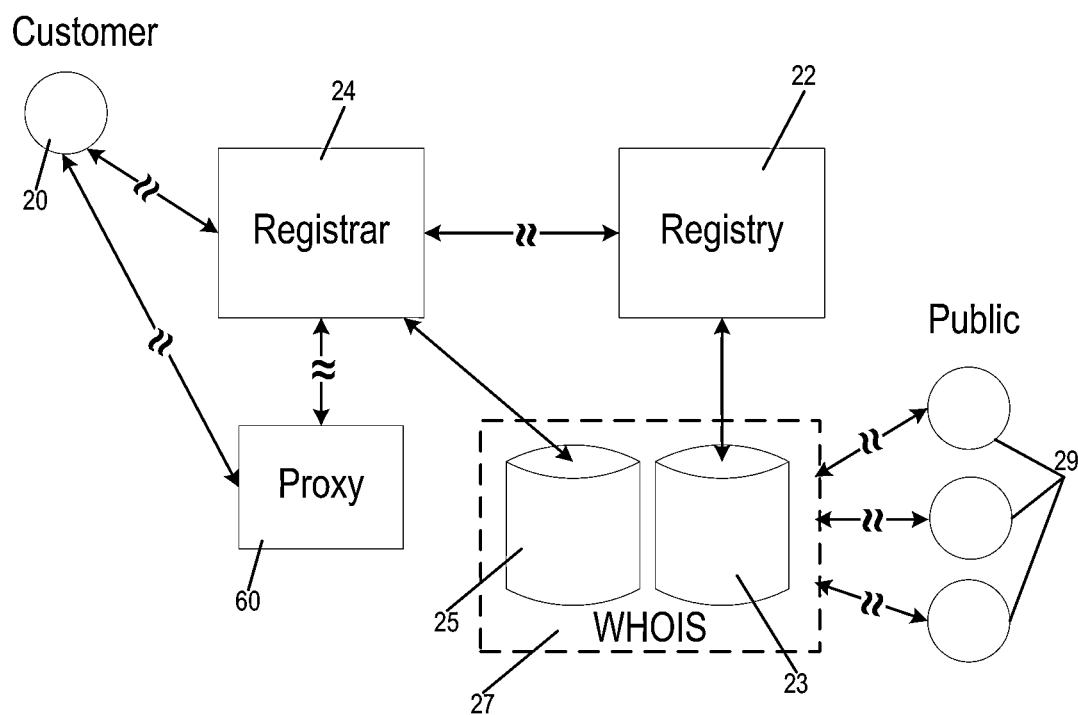 Customer
20
24
22
Registrar
Registry
Public
Proxy
29
60
25
WHOIS
27
23